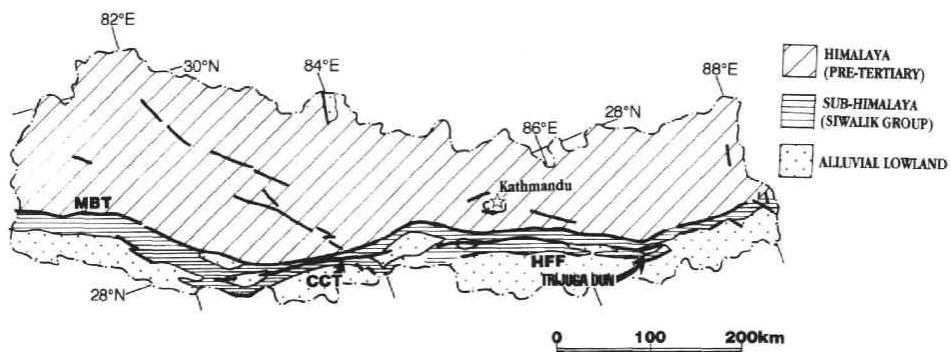 82°E
30°N
84°E
88°E
28°N
86°E
Kathmandu
MBT
HFF
TRIJUGA DUN
CCT
28°N
HIMALAYA
(PRE-TERTIARY)
SUB-HIMALAYA
(SIWALIK GROUP)
ALLUVIAL LOWLAND
0 100 200km